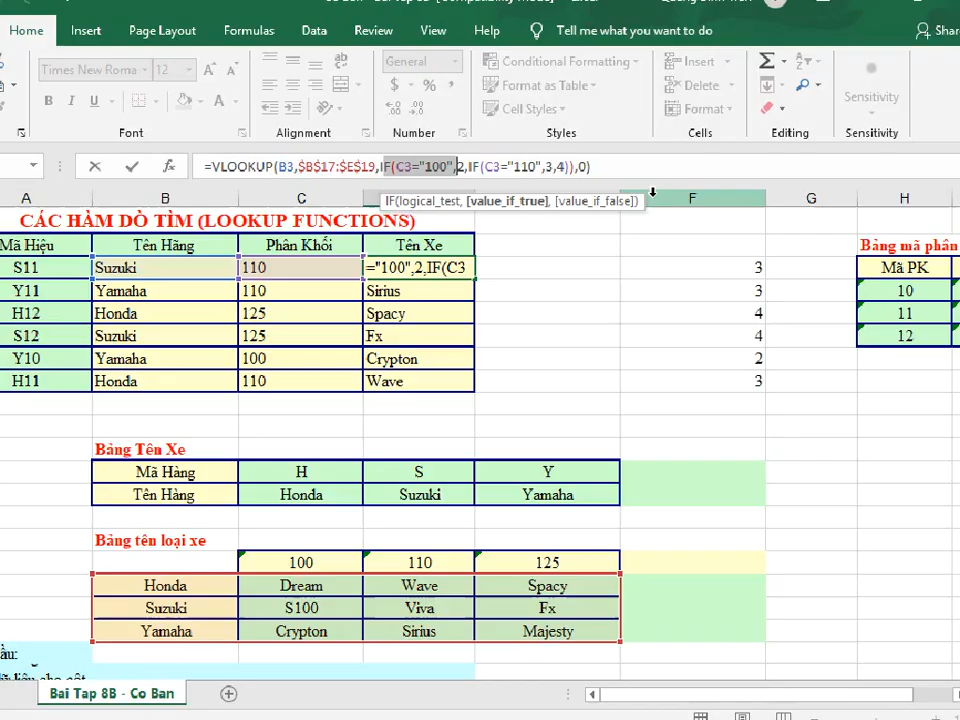 Home Insert Page Layout Formulas Data Review View Help Tell me what you want to do
Times New Roma 12 General Conditional Formatting Insert
Format as Table Delete Sensitivity
B I U A $ % , Cell Styles Format
Font Alignment Number Styles Cells Editing Sensitivity
fx =VLOOKUP(B3,$B$17:$E$19,IF(C3="100",2,IF(C3="110",3,4)),0)
IF(logical_test, [value_if_true], [value_if_false])
A B C F G H
CÁC HÀM DÒ TÌM (LOOKUP FUNCTIONS)
Mã Hiệu Tên Hãng Phân Khối Tên Xe Bảng mã phân
S11 Suzuki 110 ="100",2,IF(C3 3 Mã PK
Y11 Yamaha 110 Sirius 3 10
H12 Honda 125 Spacy 4 11
S12 Suzuki 125 Fx 4 12
Y10 Yamaha 100 Crypton 2
H11 Honda 110 Wave 3
Bảng Tên Xe
Mã Hàng H S Y
Tên Hàng Honda Suzuki Yamaha
Bảng tên loại xe
100 110 125
Honda Dream Wave Spacy
Suzuki S100 Viva Fx
Yamaha Crypton Sirius Majesty
Bai Tap 8B - Co Ban